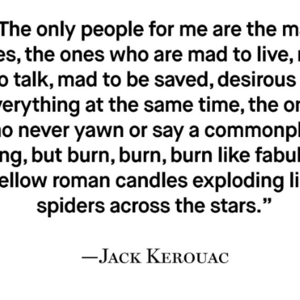 The only people for me are the
the ones who are mad to live,
talk, mad to be saved, desirous
everything at the same time, the
never yawn or say a
but burn, burn, burn like
yellow roman candles exploding
spiders across the stars.”
—Jack Kerouac